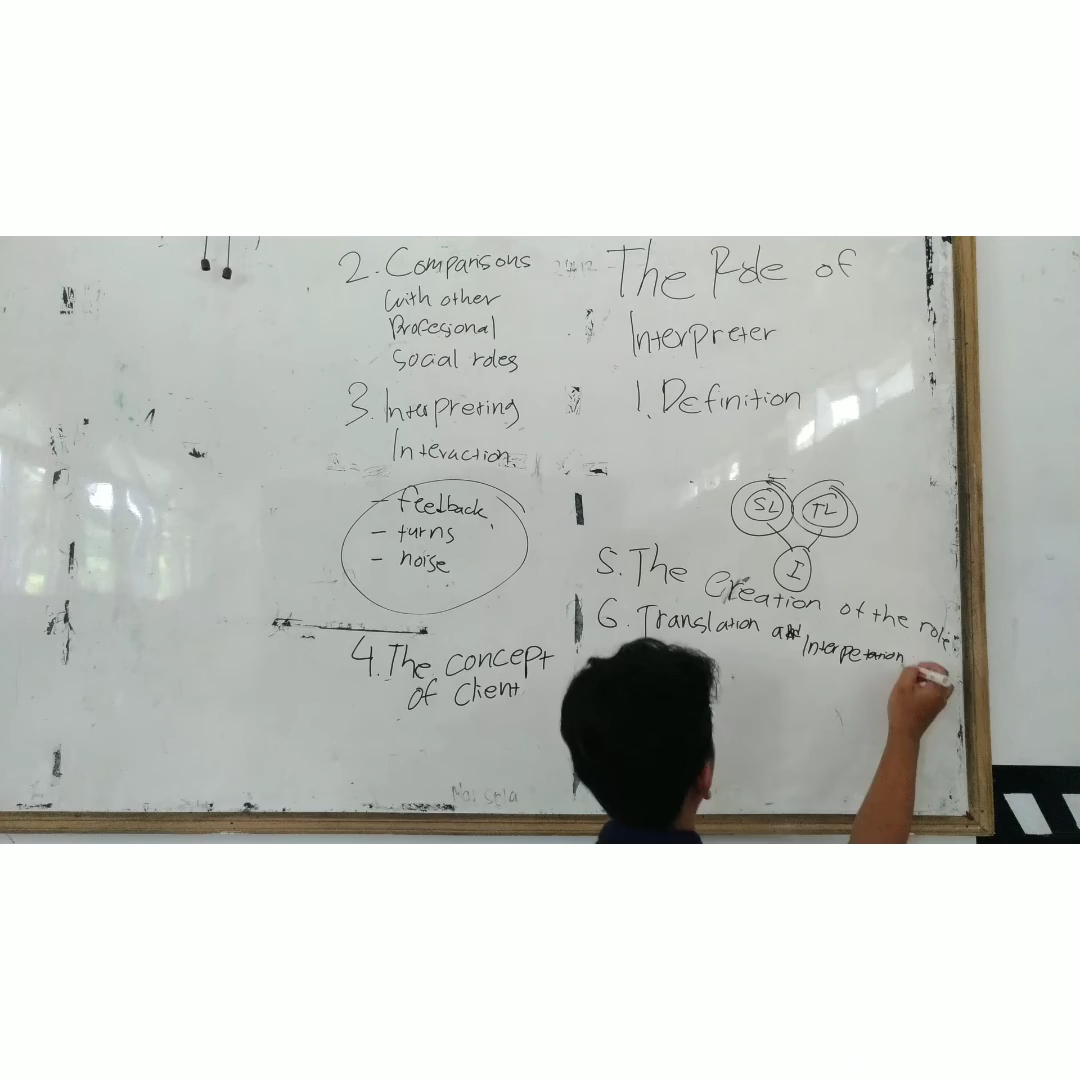 The Role of
Interpreter
1. Definition
SL TL
I
2. Comparisons
with other
Profesional
Social roles
3. Interpreting
Interaction.
- feedback
- turns
- noise
4. The concept
of client
5. The creation of the role
6. Translation and
Interpetation